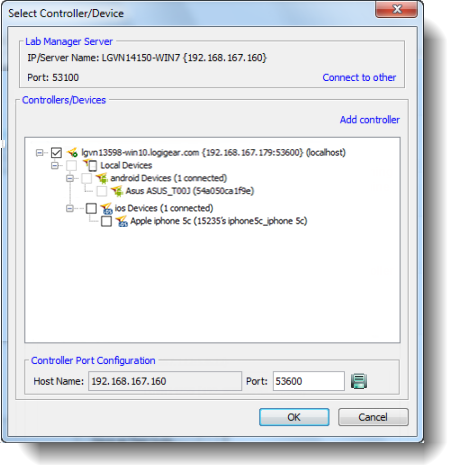 Select Controller/Device
Lab Manager Server
IP/Server Name: LGVN14150-WIN7 {192.168.167.160}
Port: 53100
Connect to other
Controllers/Devices
Add controller
lgvn13598-win10.logigear.com {192.168.167.179:53600} (localhost)
Local Devices
android Devices (1 connected)
Asus ASUS_T00J (54a050ca1f9e)
ios Devices (1 connected)
Apple iphone 5c (15235's iphone5c_iphone 5c)
Controller Port Configuration
Host Name: 192.168.167.160 Port: 53600
OK Cancel